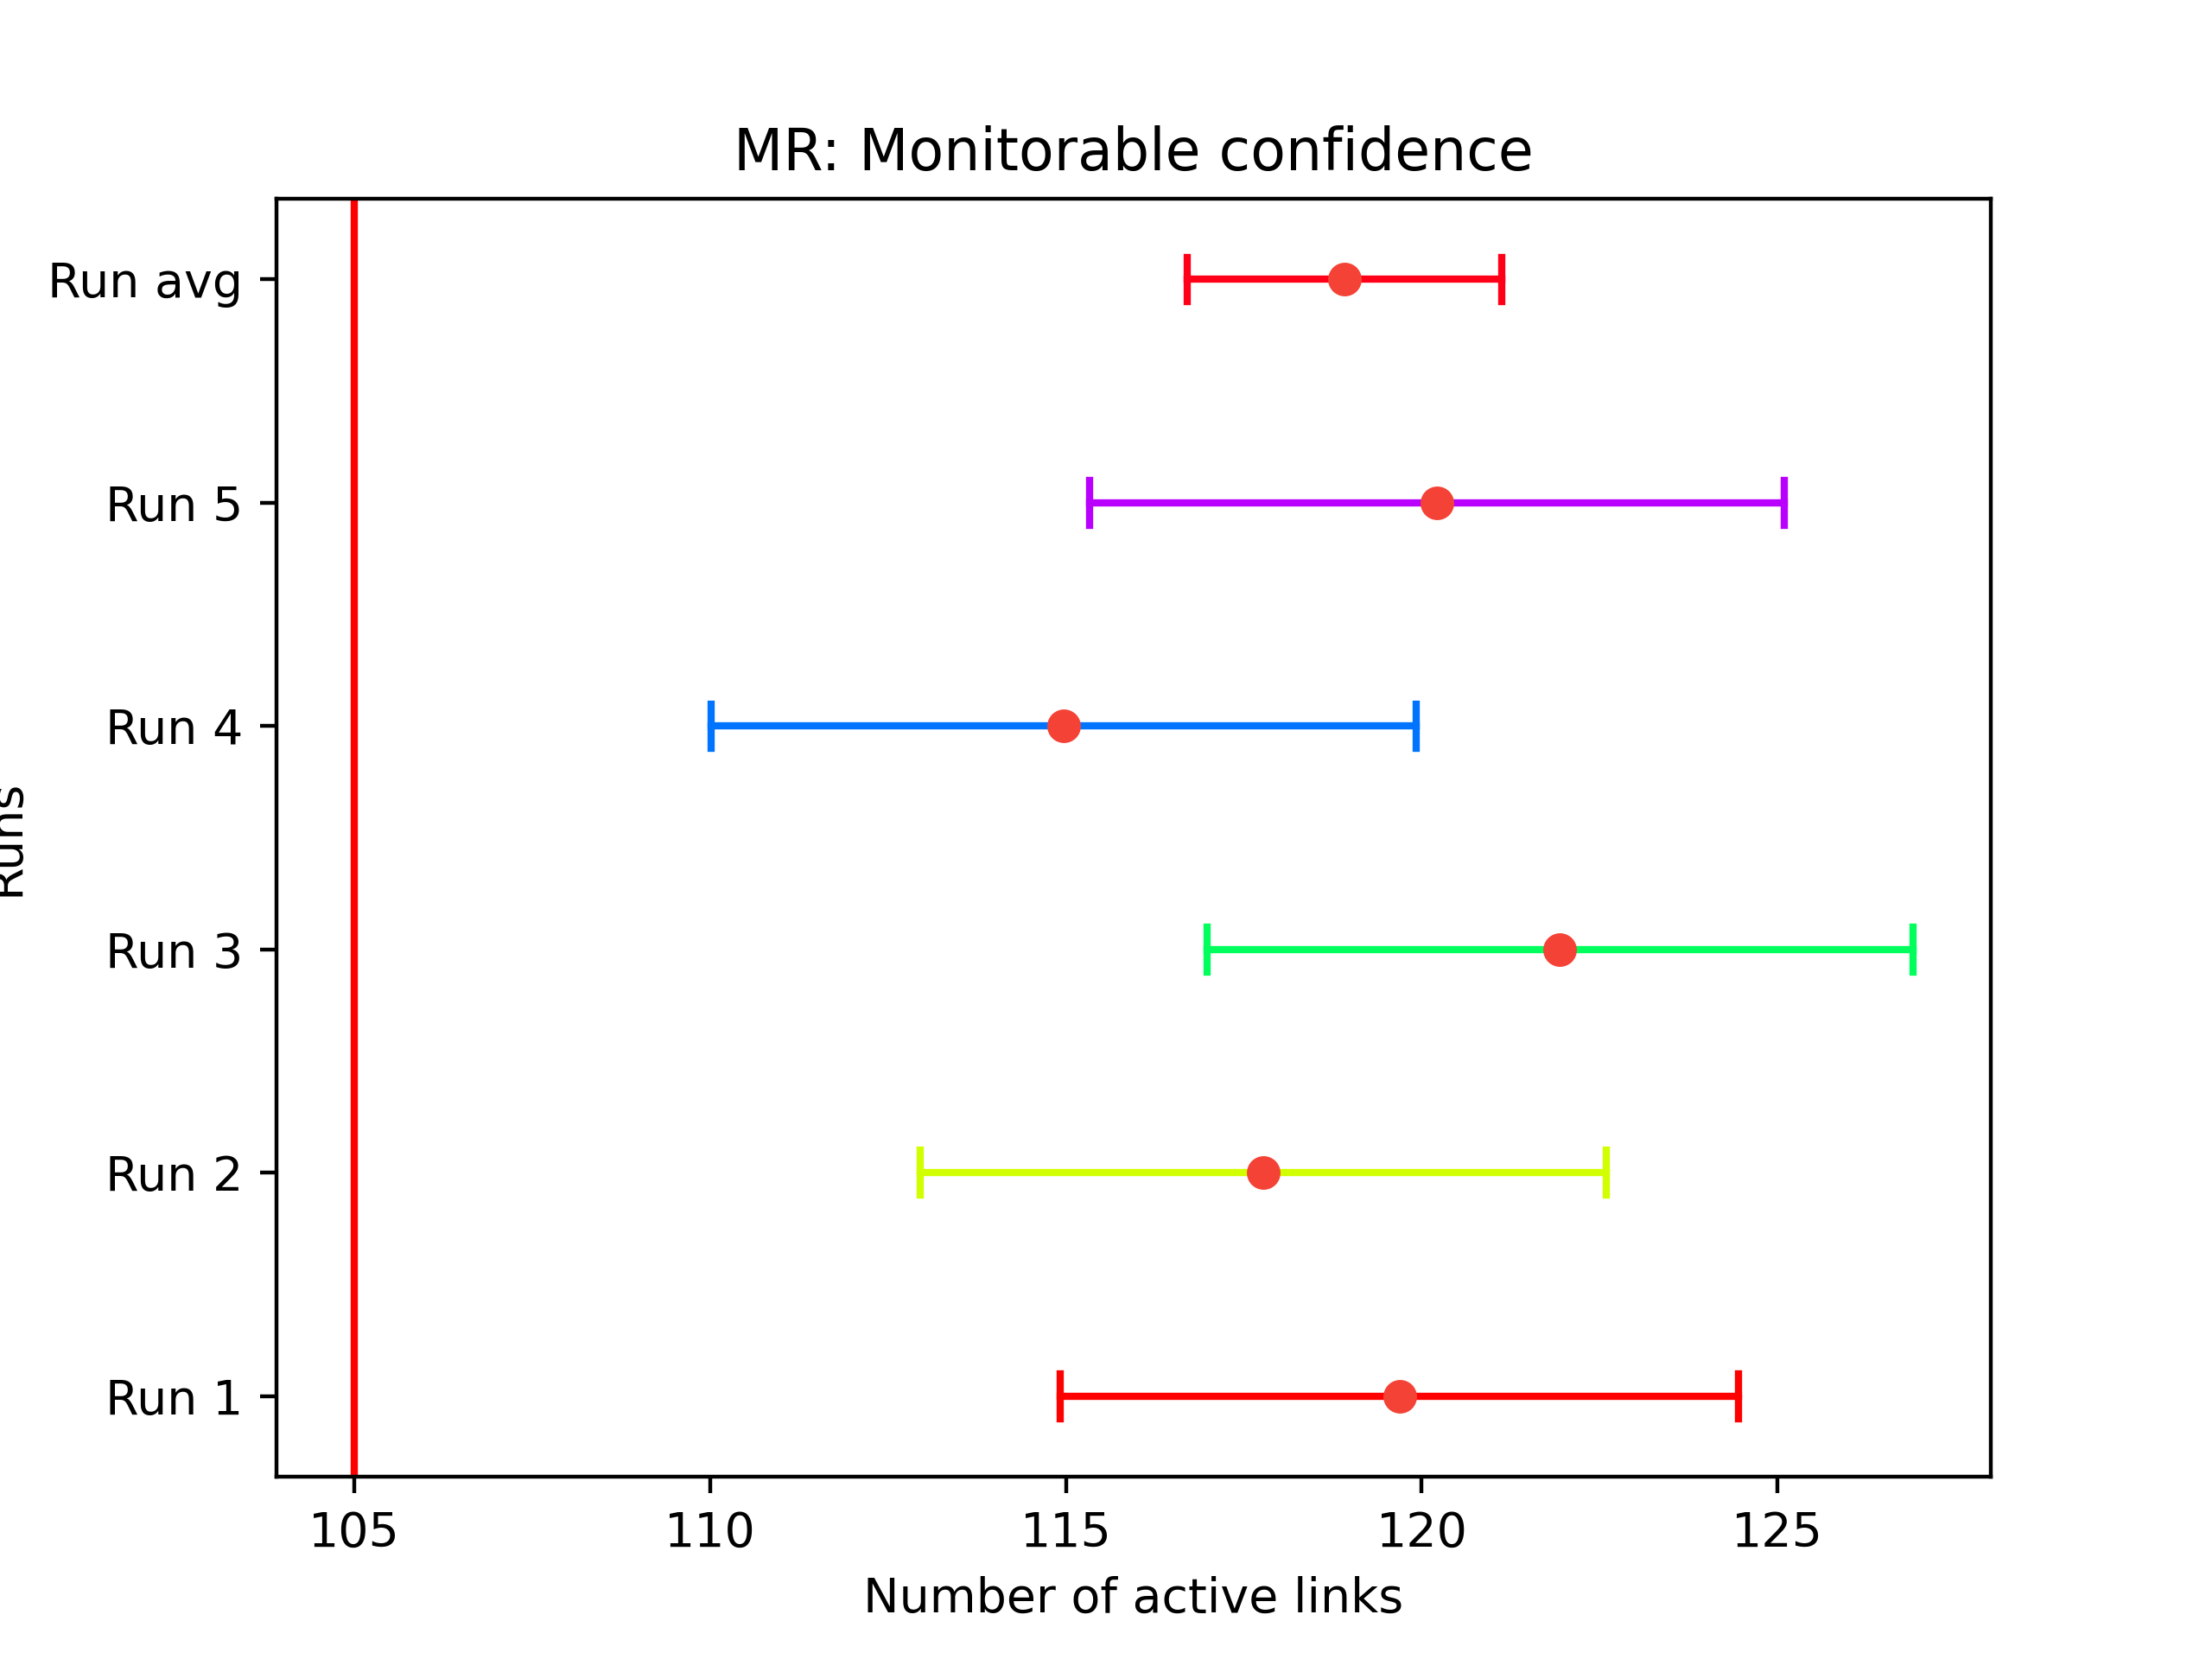 MR: Monitorable confidence
Run avg
Run 5
Run 4
Run 3
Run 2
Run 1
Runs
105 110 115 120 125
Number of active links